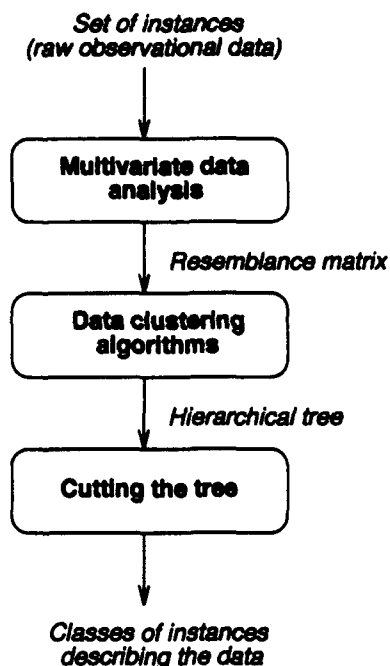 Set of instances
(raw observational data)
Multivariate data
analysis
Resemblance matrix
Data clustering
algorithms
Hierarchical tree
Cutting the tree
Classes of instances
describing the data